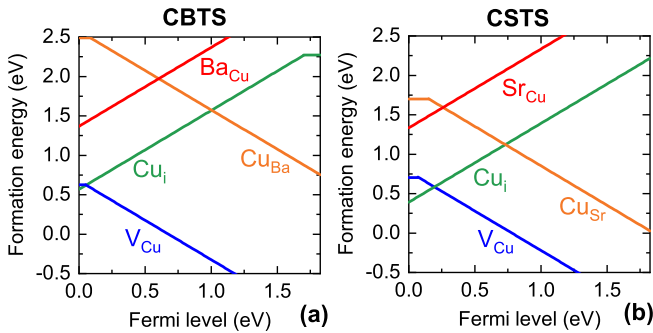 CBTS
Formation energy (eV)
2.5
2.0
1.5
1.0
0.5
0.0
-0.5
Ba_Cu
Cu_i
Cu_Ba
V_Cu
0.0 0.5 1.0 1.5
Fermi level (eV)
(a)
CSTS
Formation energy (eV)
2.5
2.0
1.5
1.0
0.5
0.0
-0.5
Sr_Cu
Cu_i
Cu_Sr
V_Cu
0.0 0.5 1.0 1.5
Fermi level (eV)
(b)